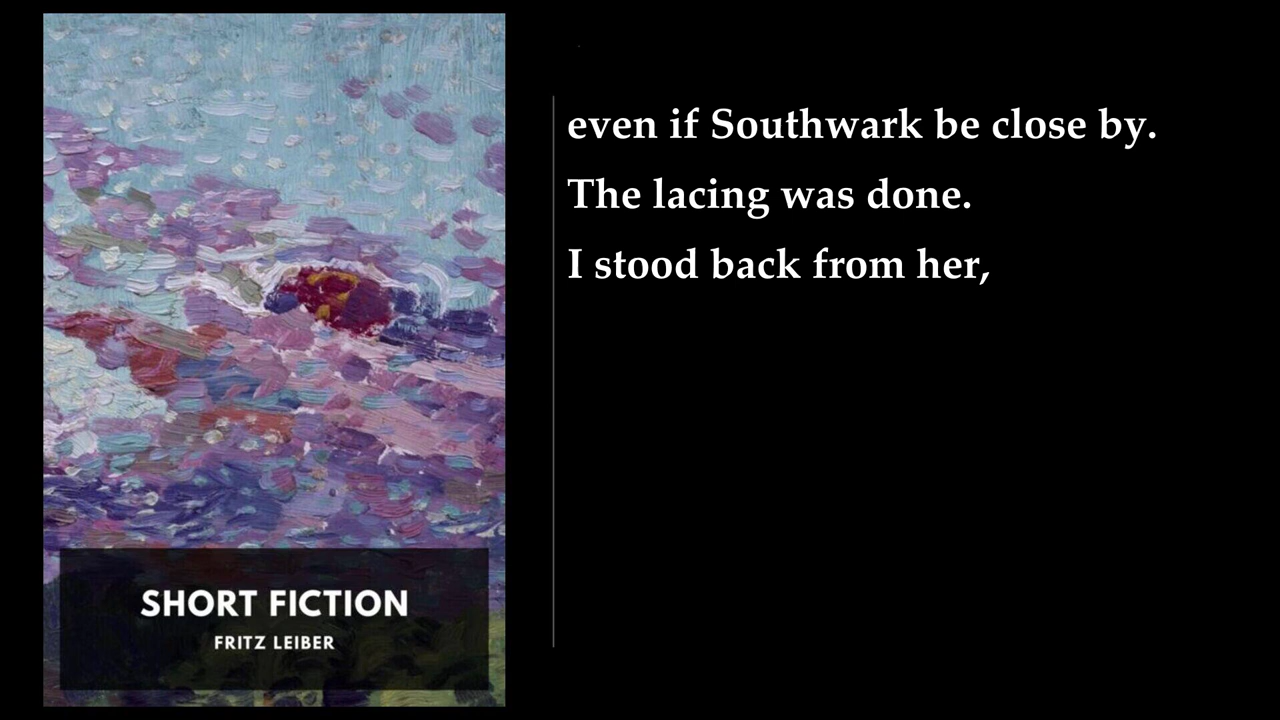 even if Southwark be close by.
The lacing was done.
I stood back from her,
SHORT FICTION
FRITZ LEIBER